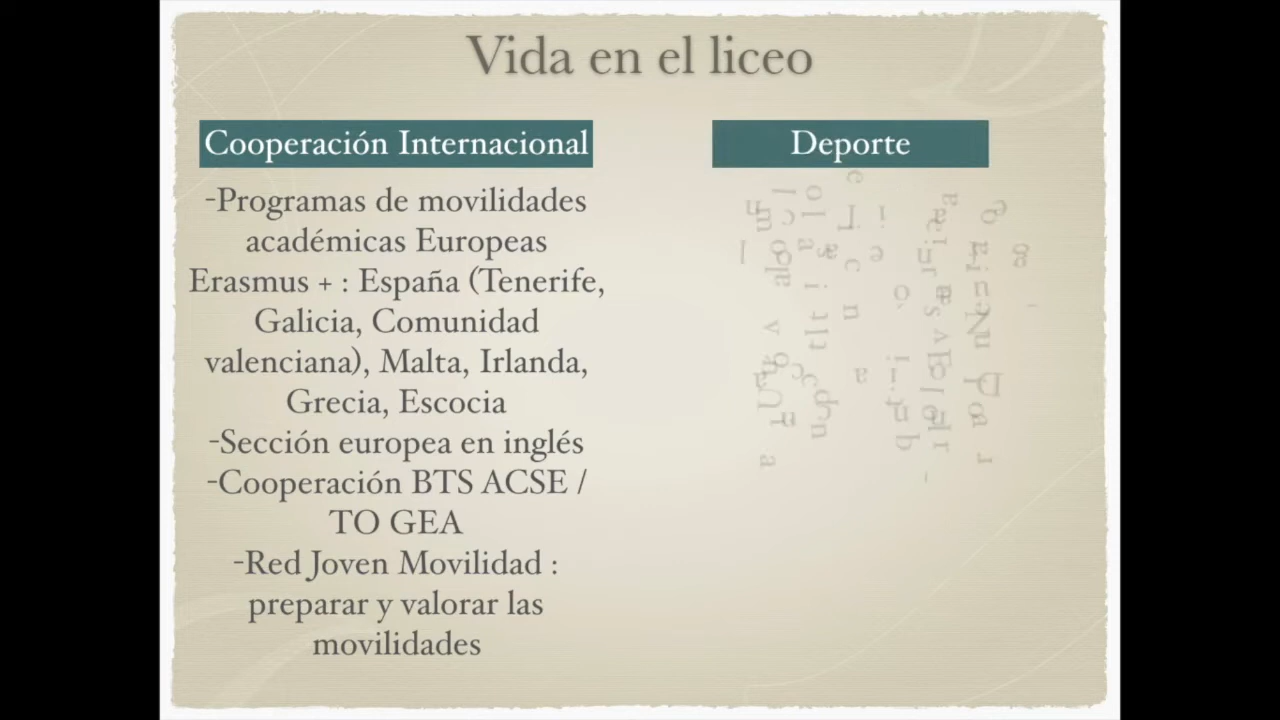 Vida en el liceo
Cooperación Internacional
-Programas de movilidades
académicas Europeas
Erasmus + : España (Tenerife,
Galicia, Comunidad
valenciana), Malta, Irlanda,
Grecia, Escocia
-Sección europea en inglés
-Cooperación BTS ACSE /
TO GEA
-Red Joven Movilidad :
preparar y valorar las
movilidades
Deporte